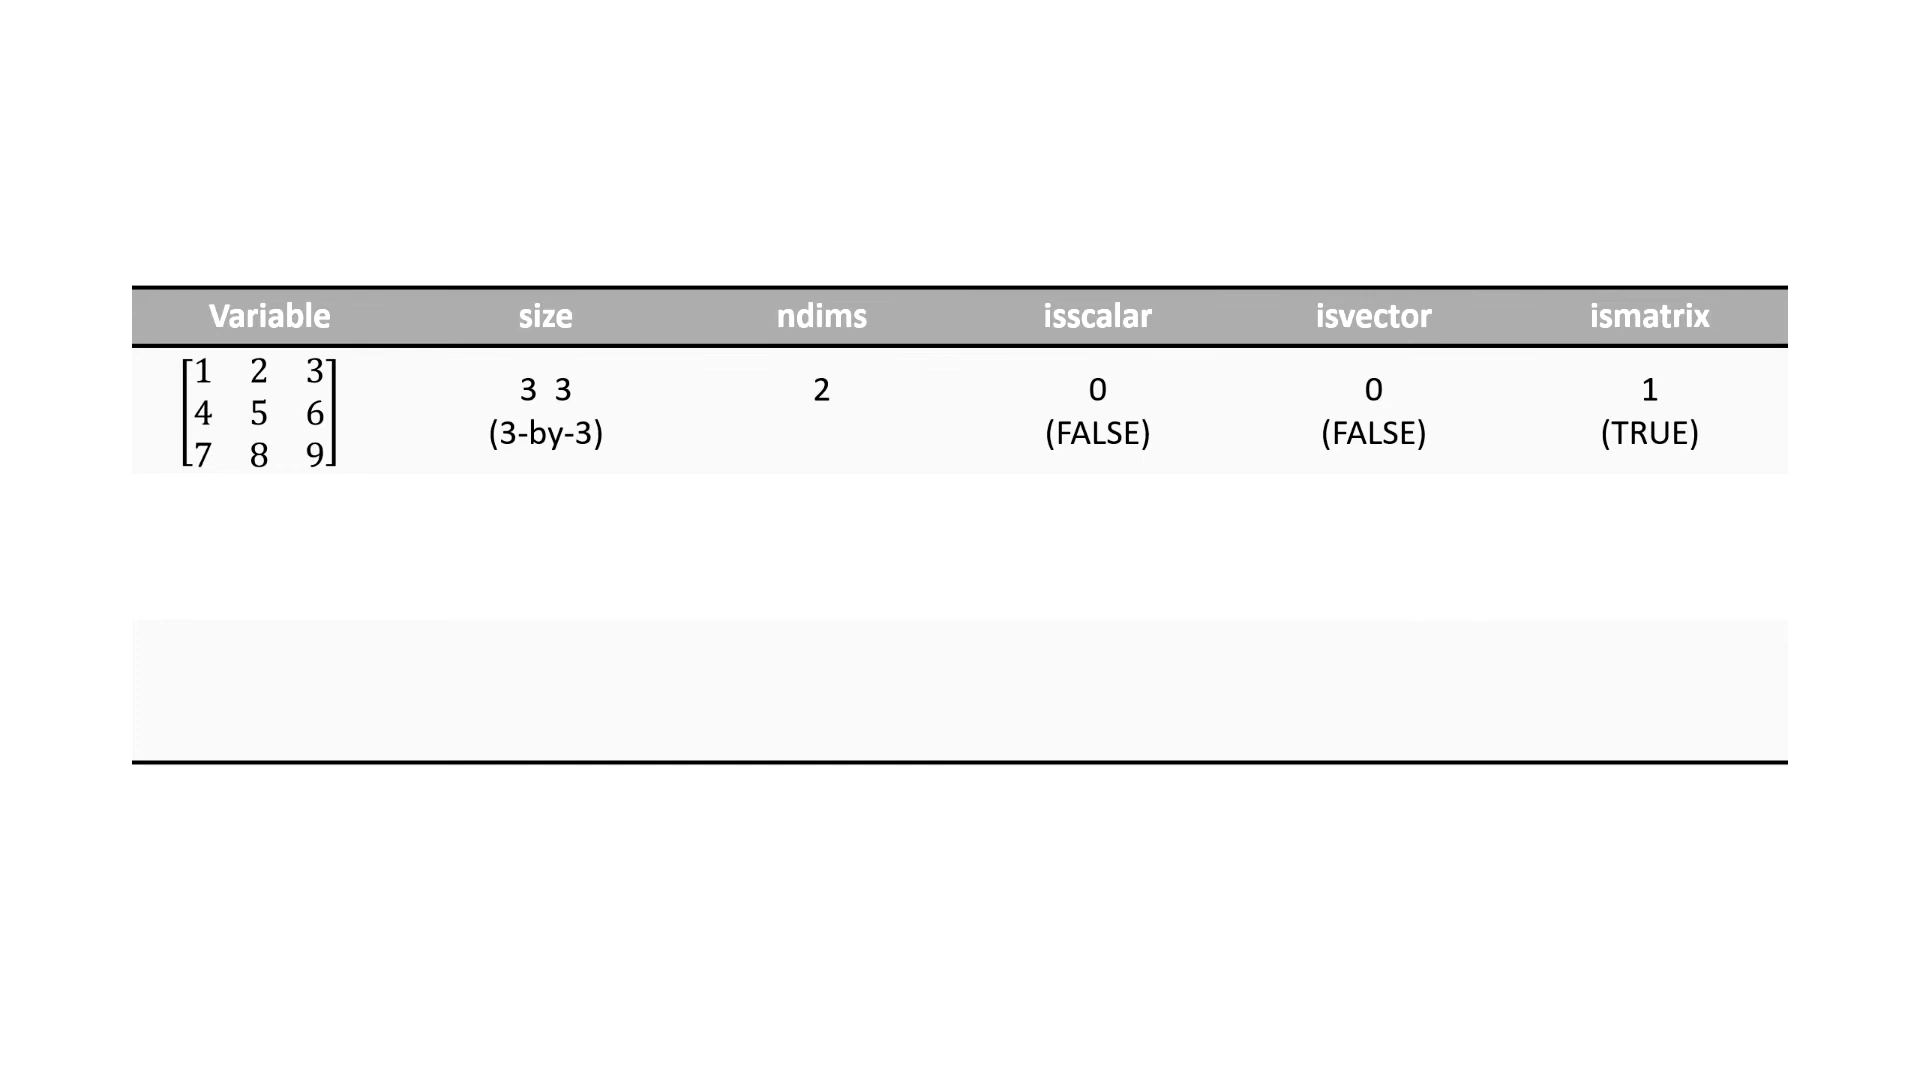 Variable size ndims isscalar isvector ismatrix
1 2 3
4 5 6
7 8 9
3 3
(3-by-3)
2
0
(FALSE)
0
(FALSE)
1
(TRUE)